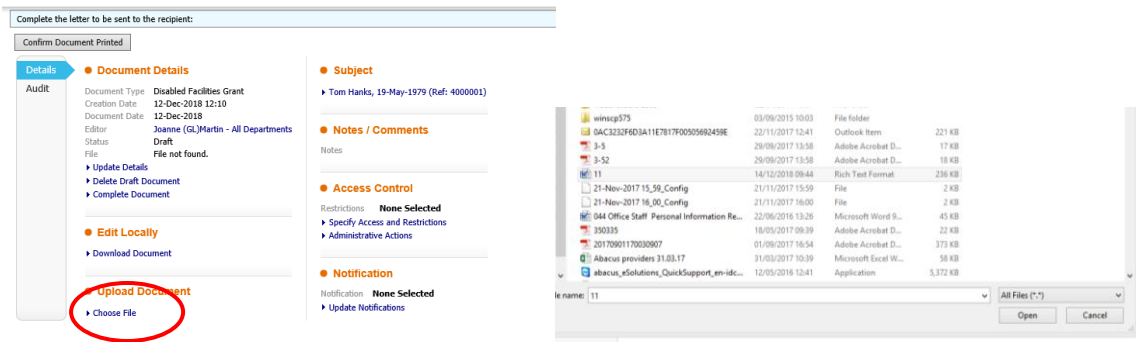 Complete the letter to be sent to the recipient:
Confirm Document Printed
Details
Audit
Document Details
Document Type Disabled Facilities Grant
Creation Date 12-Dec-2018 12:10
Document Date 12-Dec-2018
Editor Joanne (GL)Martin - All Departments
Status Draft
File File not found.
Update Details
Delete Draft Document
Complete Document
Edit Locally
Download Document
Upload Document
Choose File
Subject
Tom Hanks, 19-May-1979 (Ref: 4000001)
Notes / Comments
Notes
Access Control
Restrictions None Selected
Specify Access and Restrictions
Administrative Actions
Notification
Notification None Selected
Update Notifications
winscp575 03/09/2015 10:03 File folder
0AC3232F6D3A11E7817F00505692459E 22/11/2017 12:41 Outlook Item 221 KB
3-5 29/09/2017 13:58 Adobe Acrobat D... 17 KB
3-52 29/09/2017 13:58 Adobe Acrobat D... 18 KB
11 14/12/2018 09:44 Rich Text Format 236 KB
21-Nov-2017 15_59_Config 21/11/2017 15:59 File 2 KB
21-Nov-2017 16_00_Config 21/11/2017 16:00 File 2 KB
044 Office Staff Personal Information Re... 22/06/2016 13:26 Microsoft Word 9... 45 KB
350335 18/05/2017 09:39 Adobe Acrobat D... 22 KB
20170901170030907 01/09/2017 16:54 Adobe Acrobat D... 373 KB
Abacus providers 31.03.17 31/03/2017 10:39 Microsoft Excel W... 58 KB
abacus_eSolutions_QuickSupport_en-idc... 12/05/2016 12:41 Application 5,372 KB
le name: 11
All Files (*.*)
Open Cancel